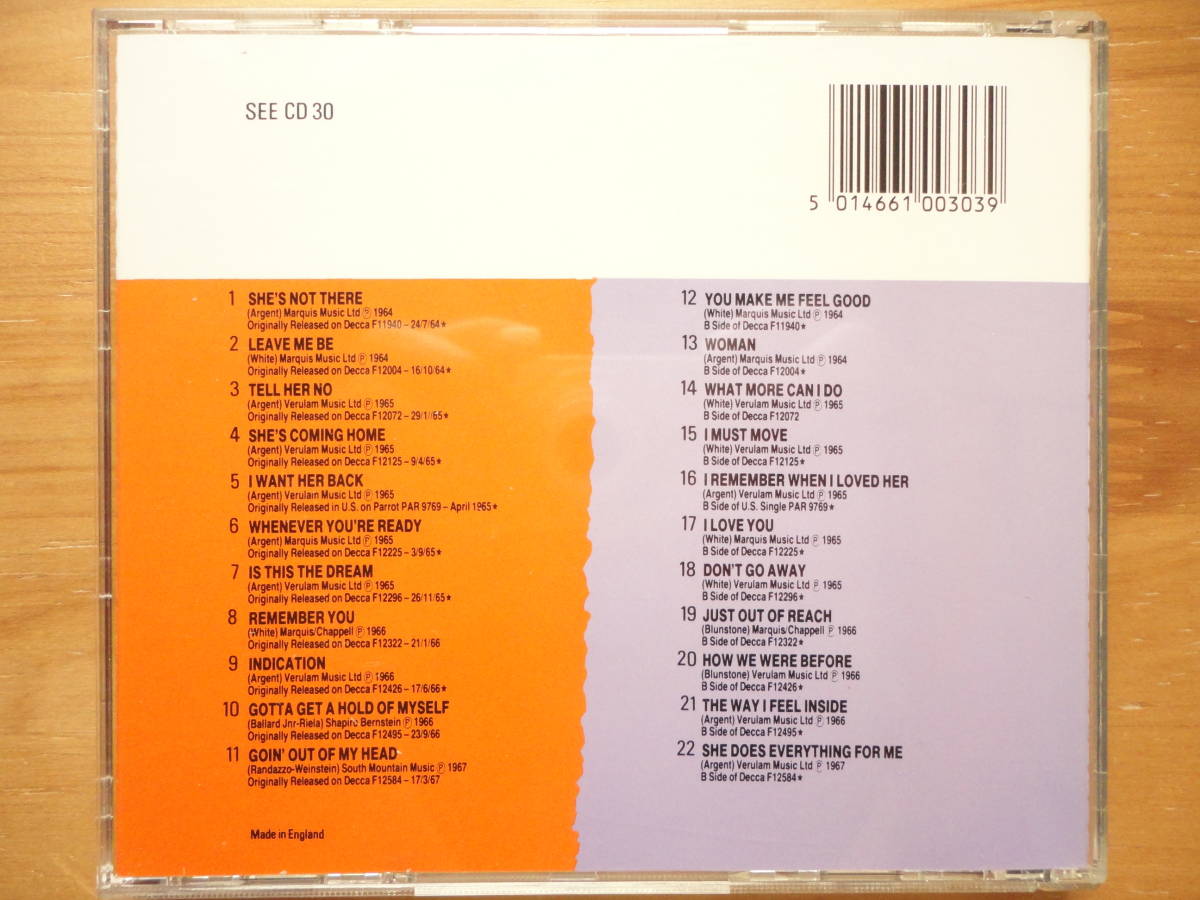 SEE CD 30
5 014661 003039
1 SHE'S NOT THERE
(Argent) Marquis Music Ltd ℗ 1964
Originally Released on Decca F11940 – 24/7/64★
2 LEAVE ME BE
(White) Marquis Music Ltd ℗ 1964
Originally Released on Decca F12004 – 16/10/64★
3 TELL HER NO
(Argent) Verulam Music Ltd ℗ 1965
Originally Released on Decca F12072 – 29/1//65★
4 SHE'S COMING HOME
(Argent) Verulam Music Ltd ℗ 1965
Originally Released on Decca F12125 – 9/4/65★
5 I WANT HER BACK
(Argent) Verulam Music Ltd ℗ 1965
Originally Released in U.S. on Parrot PAR 9769 – April 1965★
6 WHENEVER YOU'RE READY
(Argent) Marquis Music Ltd ℗ 1965
Originally Released on Decca F12225 – 3/9/65★
7 IS THIS THE DREAM
(Argent) Verulam Music Ltd ℗ 1965
Originally Released on Decca F12296 – 26/11/65★
8 REMEMBER YOU
(White) Marquis/Chappell ℗ 1966
Originally Released on Decca F12322 – 21/1/66
9 INDICATION
(Argent) Verulam Music Ltd ℗ 1966
Originally Released on Decca F12426 – 17/6/66★
10 GOTTA GET A HOLD OF MYSELF
(Ballard Jnr-Riela) Shapiro Bernstein ℗ 1966
Originally Released on Decca F12495 – 23/9/66
11 GOIN' OUT OF MY HEAD
(Randazzo-Weinstein) South Mountain Music ℗ 1967
Originally Released on Decca F12584 – 17/3/67
Made in England
12 YOU MAKE ME FEEL GOOD
(White) Marquis Music Ltd ℗ 1964
B Side of Decca F11940★
13 WOMAN
(Argent) Marquis Music Ltd ℗ 1964
B Side of Decca F12004★
14 WHAT MORE CAN I DO
(White) Verulam Music Ltd ℗ 1965
B Side of Decca F12072
15 I MUST MOVE
(White) Verulam Music Ltd ℗ 1965
B Side of Decca F12125★
16 I REMEMBER WHEN I LOVED HER
(Argent) Verulam Music Ltd ℗ 1965
B Side of U.S. Single PAR 9769★
17 I LOVE YOU
(White) Marquis Music Ltd ℗ 1965
B Side of Decca F12225★
18 DON'T GO AWAY
(White) Verulam Music Ltd ℗ 1965
B Side of Decca F12296★
19 JUST OUT OF REACH
(Blunstone) Marquis/Chappell ℗ 1966
B Side of Decca F12322★
20 HOW WE WERE BEFORE
(Blunstone) Verulam Music Ltd ℗ 1966
B Side of Decca F12426★
21 THE WAY I FEEL INSIDE
(Argent) Verulam Music Ltd ℗ 1966
B Side of Decca F12495★
22 SHE DOES EVERYTHING FOR ME
(Argent) Verulam Music Ltd ℗ 1967
B Side of Decca F12584★